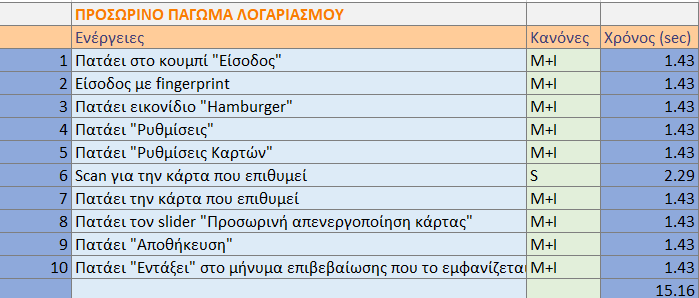 ΠΡΟΣΩΡΙΝΟ ΠΑΓΩΜΑ ΛΟΓΑΡΙΑΣΜΟΥ
Ενέργειες Κανόνες Χρόνος (sec)
1 Πατάει στο κουμπί "Είσοδος" M+I 1.43
2 Είσοδος με fingerprint M+I 1.43
3 Πατάει εικονίδιο "Hamburger" M+I 1.43
4 Πατάει "Ρυθμίσεις" M+I 1.43
5 Πατάει "Ρυθμίσεις Καρτών" M+I 1.43
6 Scan για την κάρτα που επιθυμεί S 2.29
7 Πατάει την κάρτα που επιθυμεί M+I 1.43
8 Πατάει τον slider "Προσωρινή απενεργοποίηση κάρτας" M+I 1.43
9 Πατάει "Αποθήκευση" M+I 1.43
10 Πατάει "Εντάξει" στο μήνυμα επιβεβαίωσης που το εμφανίζεται M+I 1.43
15.16